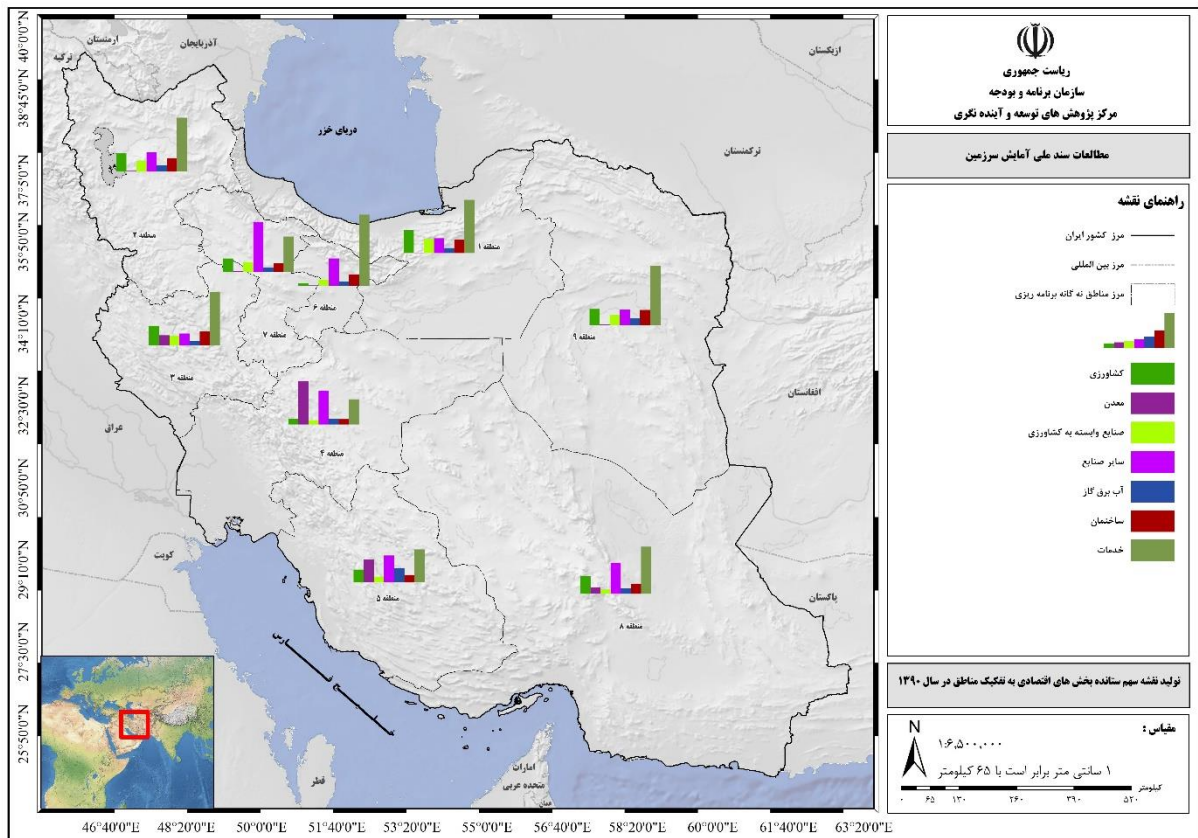 ریاست جمهوری
سازمان برنامه و بودجه
مرکز پژوهش های توسعه و آینده نگری
مطالعات سند ملی آمایش سرزمین
راهنمای نقشه
مرز کشور ایران
مرز بین المللی
مرز مناطق نه گانه برنامه ریزی
کشاورزی
معدن
صنایع وابسته به کشاورزی
سایر صنایع
آب برق گاز
ساختمان
خدمات
تولید نقشه سهم ستانده بخش های اقتصادی به تفکیک مناطق در سال ۱۳۹۰
مقیاس :
N
۱:۶,۵۰۰,۰۰۰
۱ سانتی متر برابر است با ۶۵ کیلومتر
کیلومتر
۰ ۶۵ ۱۳۰ ۲۶۰ ۳۹۰ ۵۲۰
ارمنستان
آذربایجان
ترکیه
ازبکستان
دریای خزر
ترکمنستان
منطقه ۱
منطقه ۲
منطقه ۶
منطقه ۷
منطقه ۹
منطقه ۳
افغانستان
عراق
منطقه ۴
کویت
منطقه ۵
منطقه ۸
پاکستان
قطر
امارات
متحده عربی
عمان
40°0'0"N
38°45'0"N
37°5'0"N
35°50'0"N
34°10'0"N
32°30'0"N
30°50'0"N
29°10'0"N
27°30'0"N
25°50'0"N
46°40'0"E 48°20'0"E 50°0'0"E 51°40'0"E 53°20'0"E 55°0'0"E 56°40'0"E 58°20'0"E 60°0'0"E 61°40'0"E 63°20'0"E